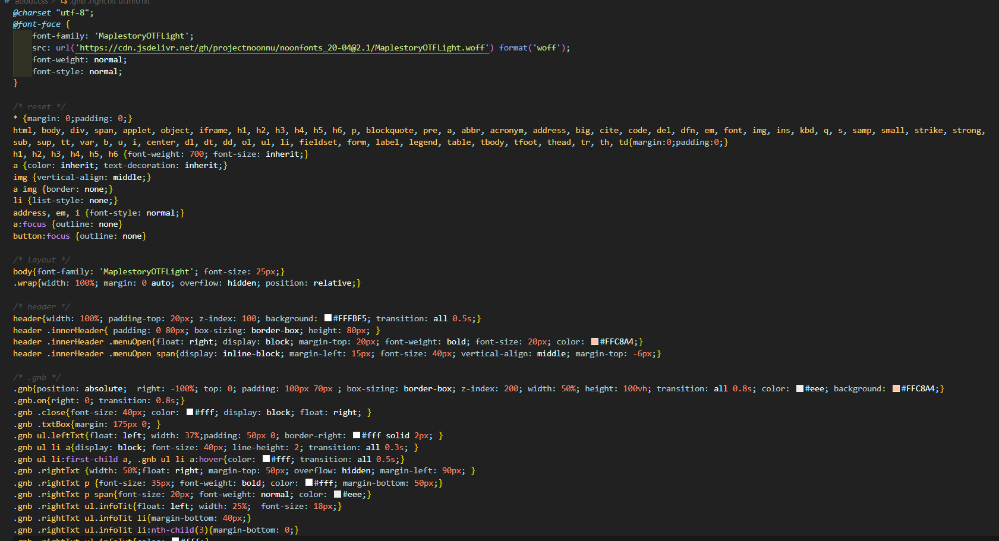 # about.css > .gnb .rightTxt ul.infoTxt
@charset "utf-8";
@font-face {
font-family: 'MaplestoryOTFLight';
src: url('https://cdn.jsdelivr.net/gh/projectnoonnu/noonfonts_20-04@2.1/MaplestoryOTFLight.woff') format('woff');
font-weight: normal;
font-style: normal;
}
/* reset */
* {margin: 0;padding: 0;}
html, body, div, span, applet, object, iframe, h1, h2, h3, h4, h5, h6, p, blockquote, pre, a, abbr, acronym, address, big, cite, code, del, dfn, em, font, img, ins, kbd, q, s, samp, small, strike, strong,
sub, sup, tt, var, b, u, i, center, dl, dt, dd, ol, ul, li, fieldset, form, label, legend, table, tbody, tfoot, thead, tr, th, td{margin:0;padding:0;}
h1, h2, h3, h4, h5, h6 {font-weight: 700; font-size: inherit;}
a {color: inherit; text-decoration: inherit;}
img {vertical-align: middle;}
a img {border: none;}
li {list-style: none;}
address, em, i {font-style: normal;}
a:focus {outline: none}
button:focus {outline: none}
/* layout */
body{font-family: 'MaplestoryOTFLight'; font-size: 25px;}
.wrap{width: 100%; margin: 0 auto; overflow: hidden; position: relative;}
/* header */
header{width: 100%; padding-top: 20px; z-index: 100; background: #FFFBF5; transition: all 0.5s;}
header .innerHeader{ padding: 0 80px; box-sizing: border-box; height: 80px; }
header .innerHeader .menuOpen{float: right; display: block; margin-top: 20px; font-weight: bold; font-size: 20px; color: #FFC8A4;}
header .innerHeader .menuOpen span{display: inline-block; margin-left: 15px; font-size: 40px; vertical-align: middle; margin-top: -6px;}
/* .gnb */
.gnb{position: absolute;  right: -100%; top: 0; padding: 100px 70px ; box-sizing: border-box; z-index: 200; width: 50%; height: 100vh; transition: all 0.8s; color: #eee; background: #FFC8A4;}
.gnb.on{right: 0; transition: 0.8s;}
.gnb .close{font-size: 40px; color: #fff; display: block; float: right; }
.gnb .txtBox{margin: 175px 0; }
.gnb ul.leftTxt{float: left; width: 37%;padding: 50px 0; border-right: #fff solid 2px; }
.gnb ul li a{display: block; font-size: 40px; line-height: 2; transition: all 0.3s; }
.gnb ul li:first-child a, .gnb ul li a:hover{color: #fff; transition: all 0.5s;}
.gnb .rightTxt {width: 50%;float: right; margin-top: 50px; overflow: hidden; margin-left: 90px; }
.gnb .rightTxt p {font-size: 35px; font-weight: bold; color: #fff; margin-bottom: 50px;}
.gnb .rightTxt p span{font-size: 20px; font-weight: normal; color: #eee;}
.gnb .rightTxt ul.infoTit{float: left; width: 25%;  font-size: 18px;}
.gnb .rightTxt ul.infoTit li{margin-bottom: 40px;}
.gnb .rightTxt ul.infoTit li:nth-child(3){margin-bottom: 0;}
.gnb .rightTxt ul.infoTxt{color: #fff;}